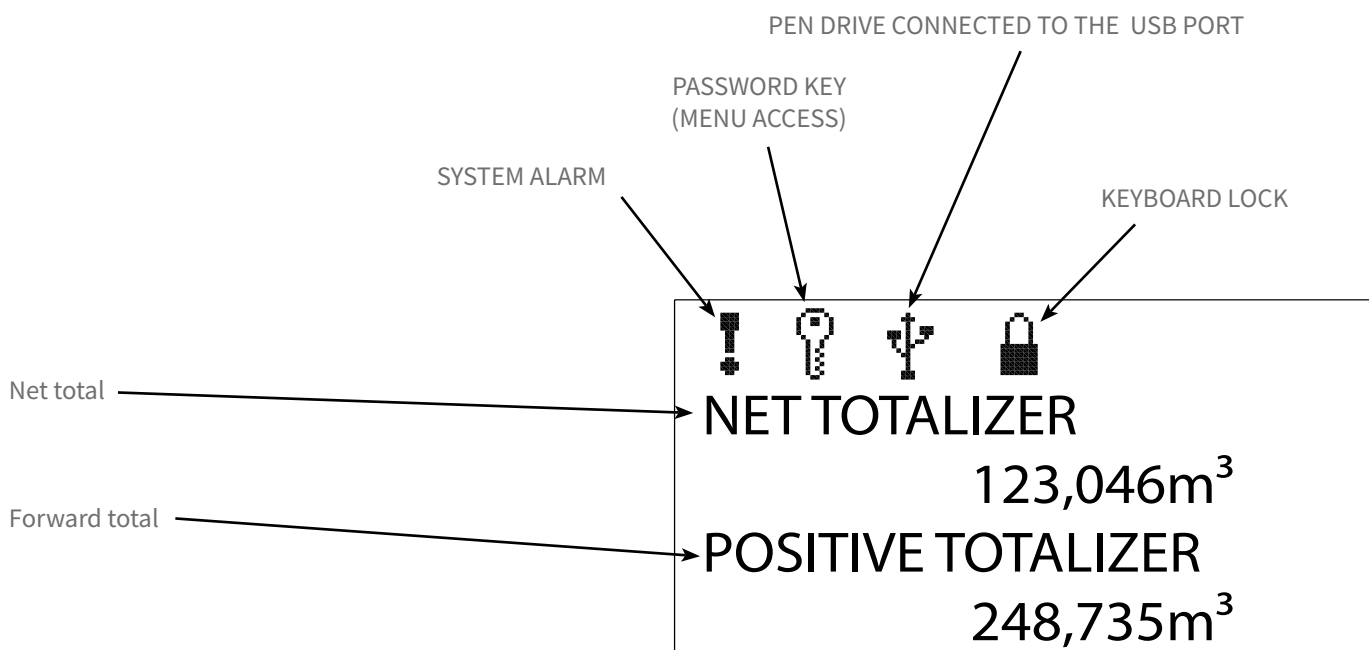 PEN DRIVE CONNECTED TO THE USB PORT
PASSWORD KEY
(MENU ACCESS)
SYSTEM ALARM
KEYBOARD LOCK
Net total
NET TOTALIZER
123,046m³
Forward total
POSITIVE TOTALIZER
248,735m³